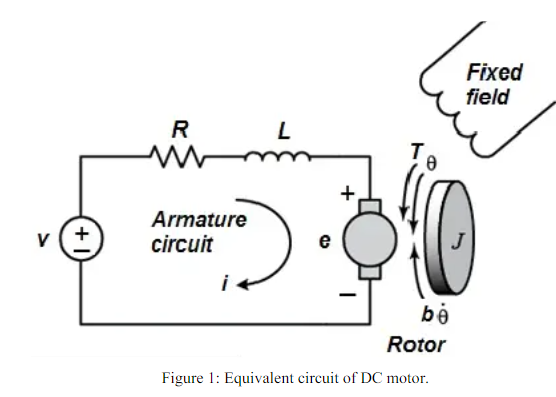 Fixed
field
R
L
T
θ
+
Armature
circuit
v
+
−
e
J
i
−
bθ̇
Rotor
Figure 1: Equivalent circuit of DC motor.